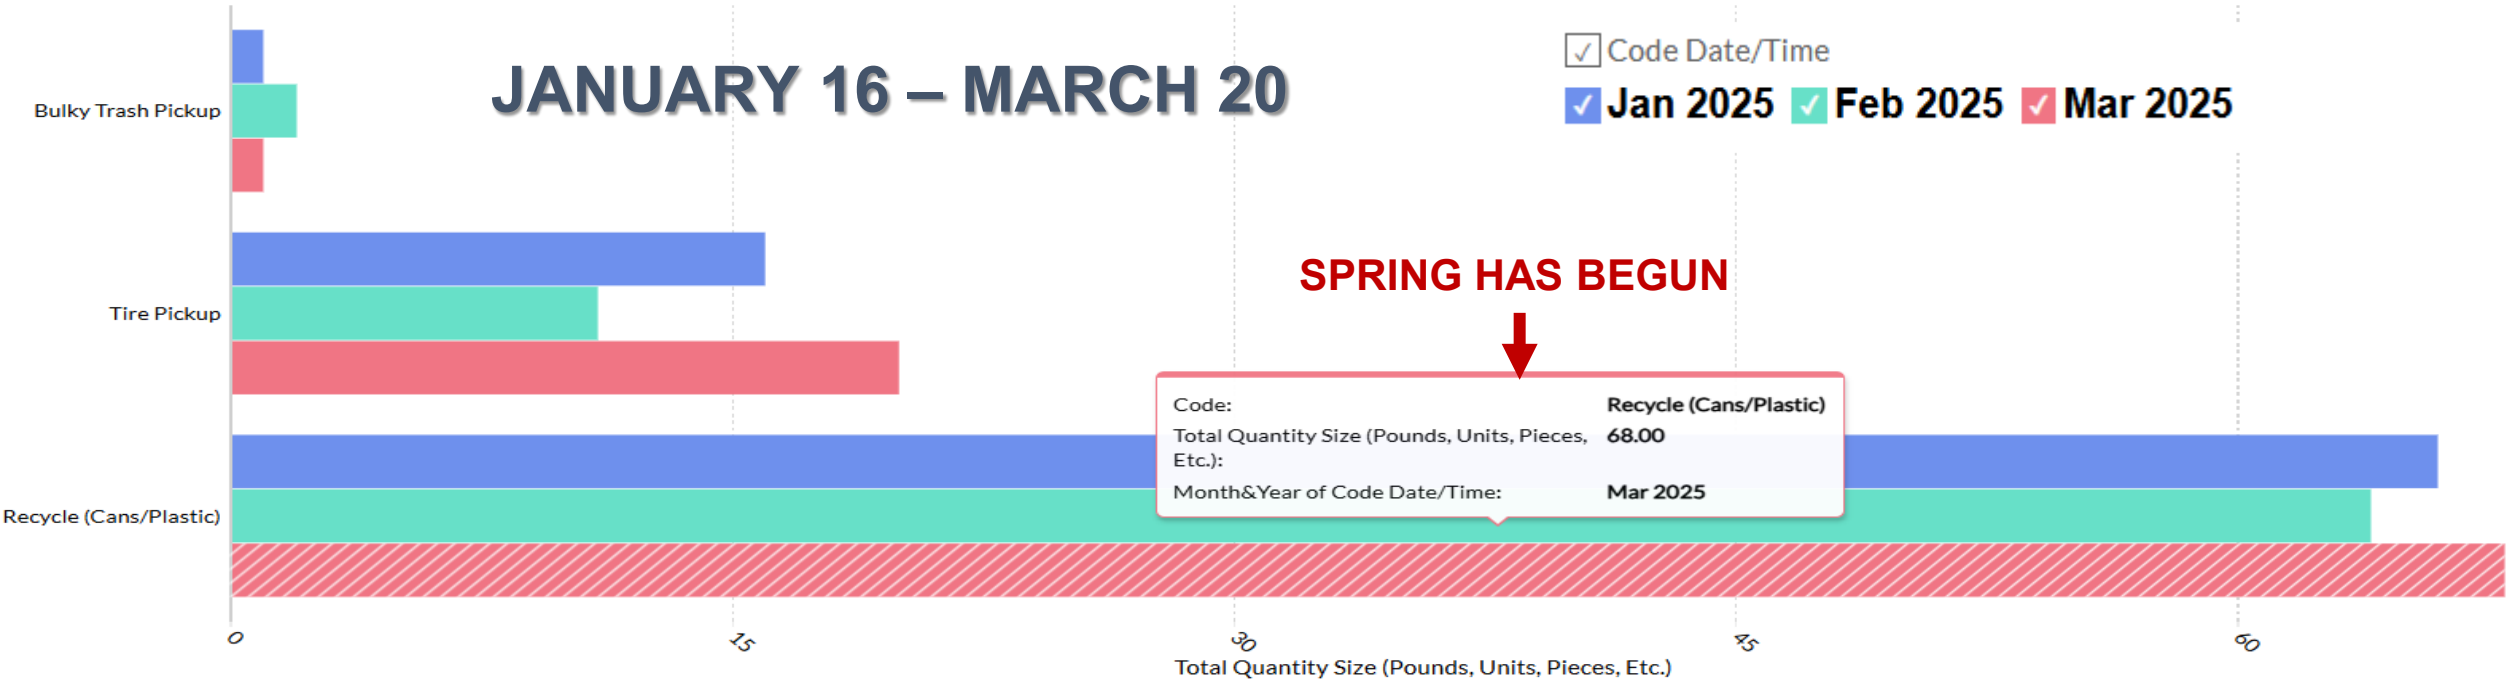 JANUARY 16 – MARCH 20
Code Date/Time
Jan 2025 Feb 2025 Mar 2025
Bulky Trash Pickup
Tire Pickup
SPRING HAS BEGUN
Code: Recycle (Cans/Plastic)
Total Quantity Size (Pounds, Units, Pieces, 68.00
Etc.):
Month&Year of Code Date/Time: Mar 2025
Recycle (Cans/Plastic)
0 15 30 45 60
Total Quantity Size (Pounds, Units, Pieces, Etc.)